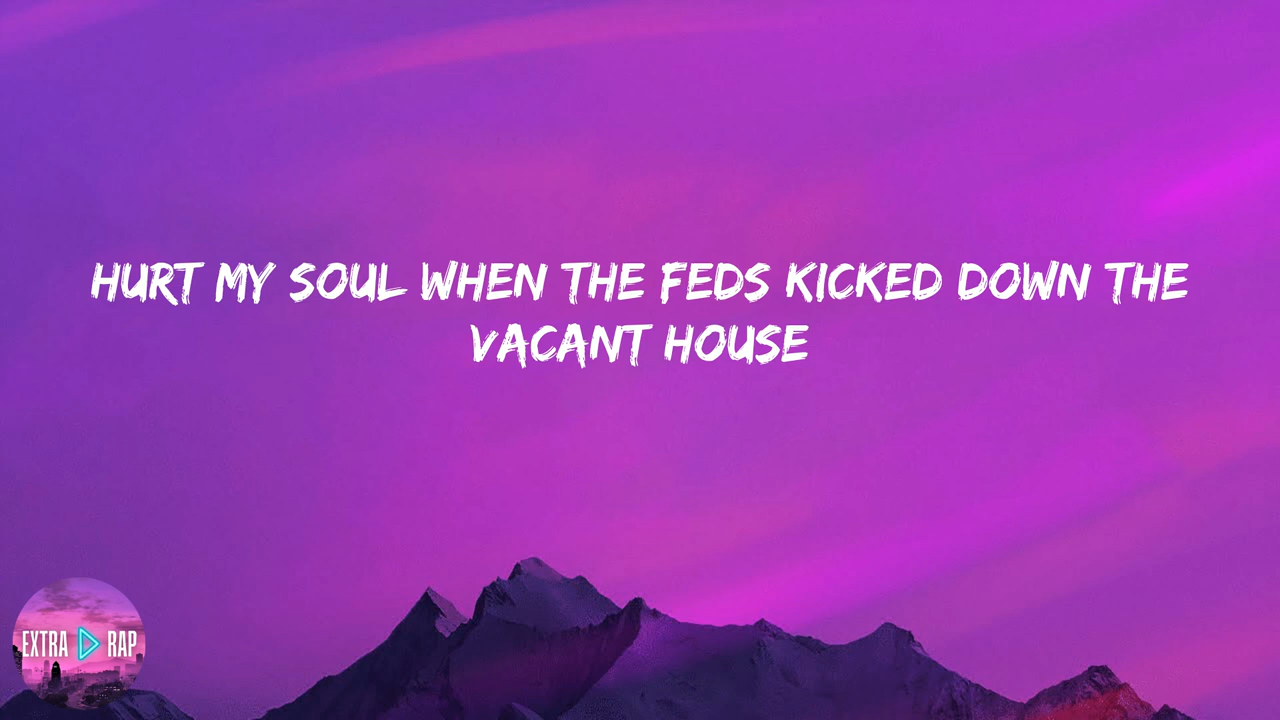 HURT MY SOUL WHEN THE FEDS KICKED DOWN THE
VACANT HOUSE
EXTRA RAP